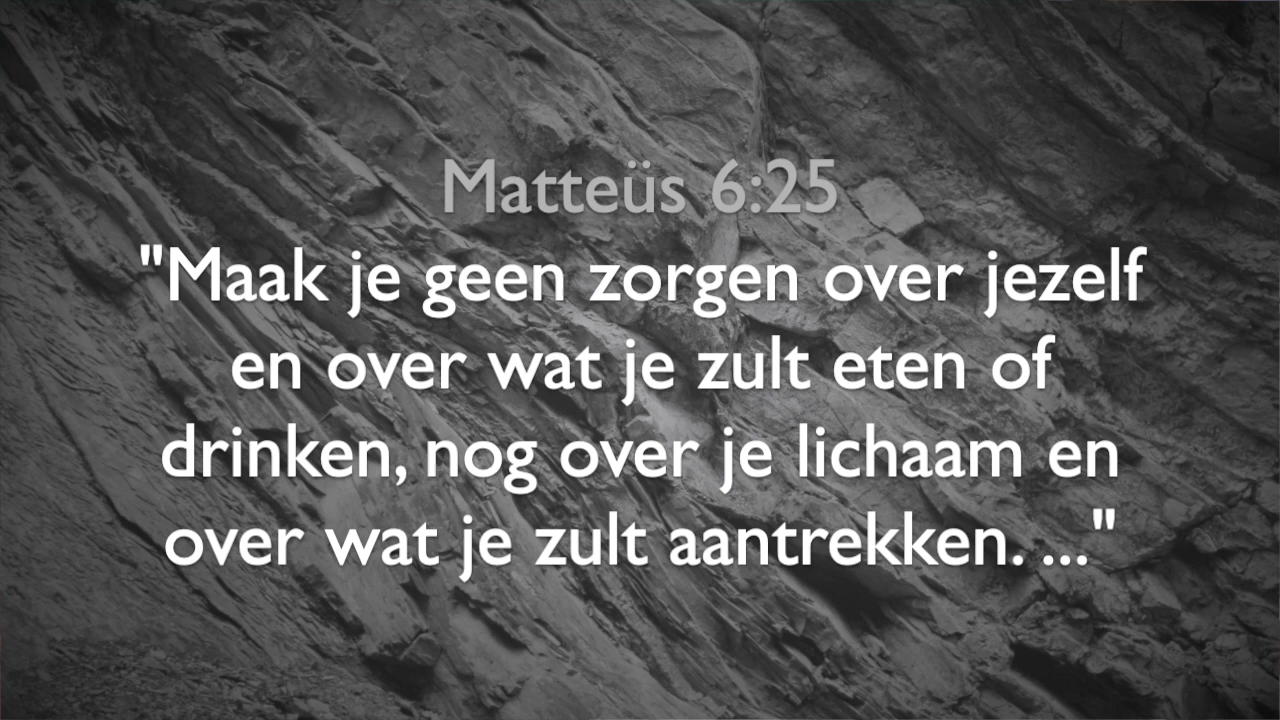 Matteüs 6:25
"Maak je geen zorgen over jezelf
en over wat je zult eten of
drinken, nog over je lichaam en
over wat je zult aantrekken. ..."